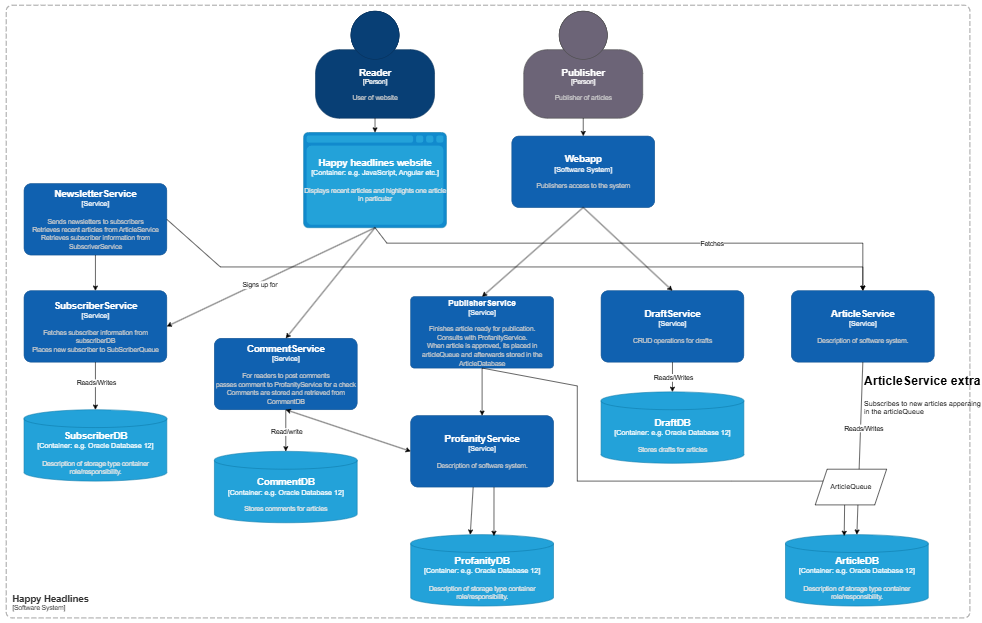 Reader
[Person]
User of website
Publisher
[Person]
Publisher of articles
Happy headlines website
[Container: e.g. JavaScript, Angular etc.]
Displays recent articles and highlights one article
in particular
Webapp
[Software System]
Publishers access to the system
NewsletterService
[Service]
Sends newsletters to subscribers
Retrieves recent articles from ArticleService
Retrieves subscriber information from
SubscriverService
Fetches
Signs up for
SubscriberService
[Service]
Fetches subscriber information from
subscriberDB
Places new subscriber to SubScriberQueue
PublisherService
[Service]
Finishes article ready for publication.
Consults with ProfanityService.
When article is approved, its placed in
articleQueue and afterwards stored in the
ArticleDatabase
DraftService
[Service]
CRUD operations for drafts
ArticleService
[Service]
Description of software system.
CommentService
[Service]
For readers to post comments
passes comment to ProfanityService for a check
Comments are stored and retrieved from
CommentDB
Reads/Writes
Reads/Writes
ArticleService extra
Subscribes to new articles apperaing
in the articleQueue
Reads/Writes
SubscriberDB
[Container: e.g. Oracle Database 12]
Description of storage type container
role/responsibility.
Read/write
ProfanityService
[Service]
Description of software system.
DraftDB
[Container: e.g. Oracle Database 12]
Stores drafts for articles
CommentDB
[Container: e.g. Oracle Database 12]
Stores comments for articles
ArticleQueue
ProfanityDB
[Container: e.g. Oracle Database 12]
Description of storage type container
role/responsibility.
ArticleDB
[Container: e.g. Oracle Database 12]
Description of storage type container
role/responsibility.
Happy Headlines
[Software System]